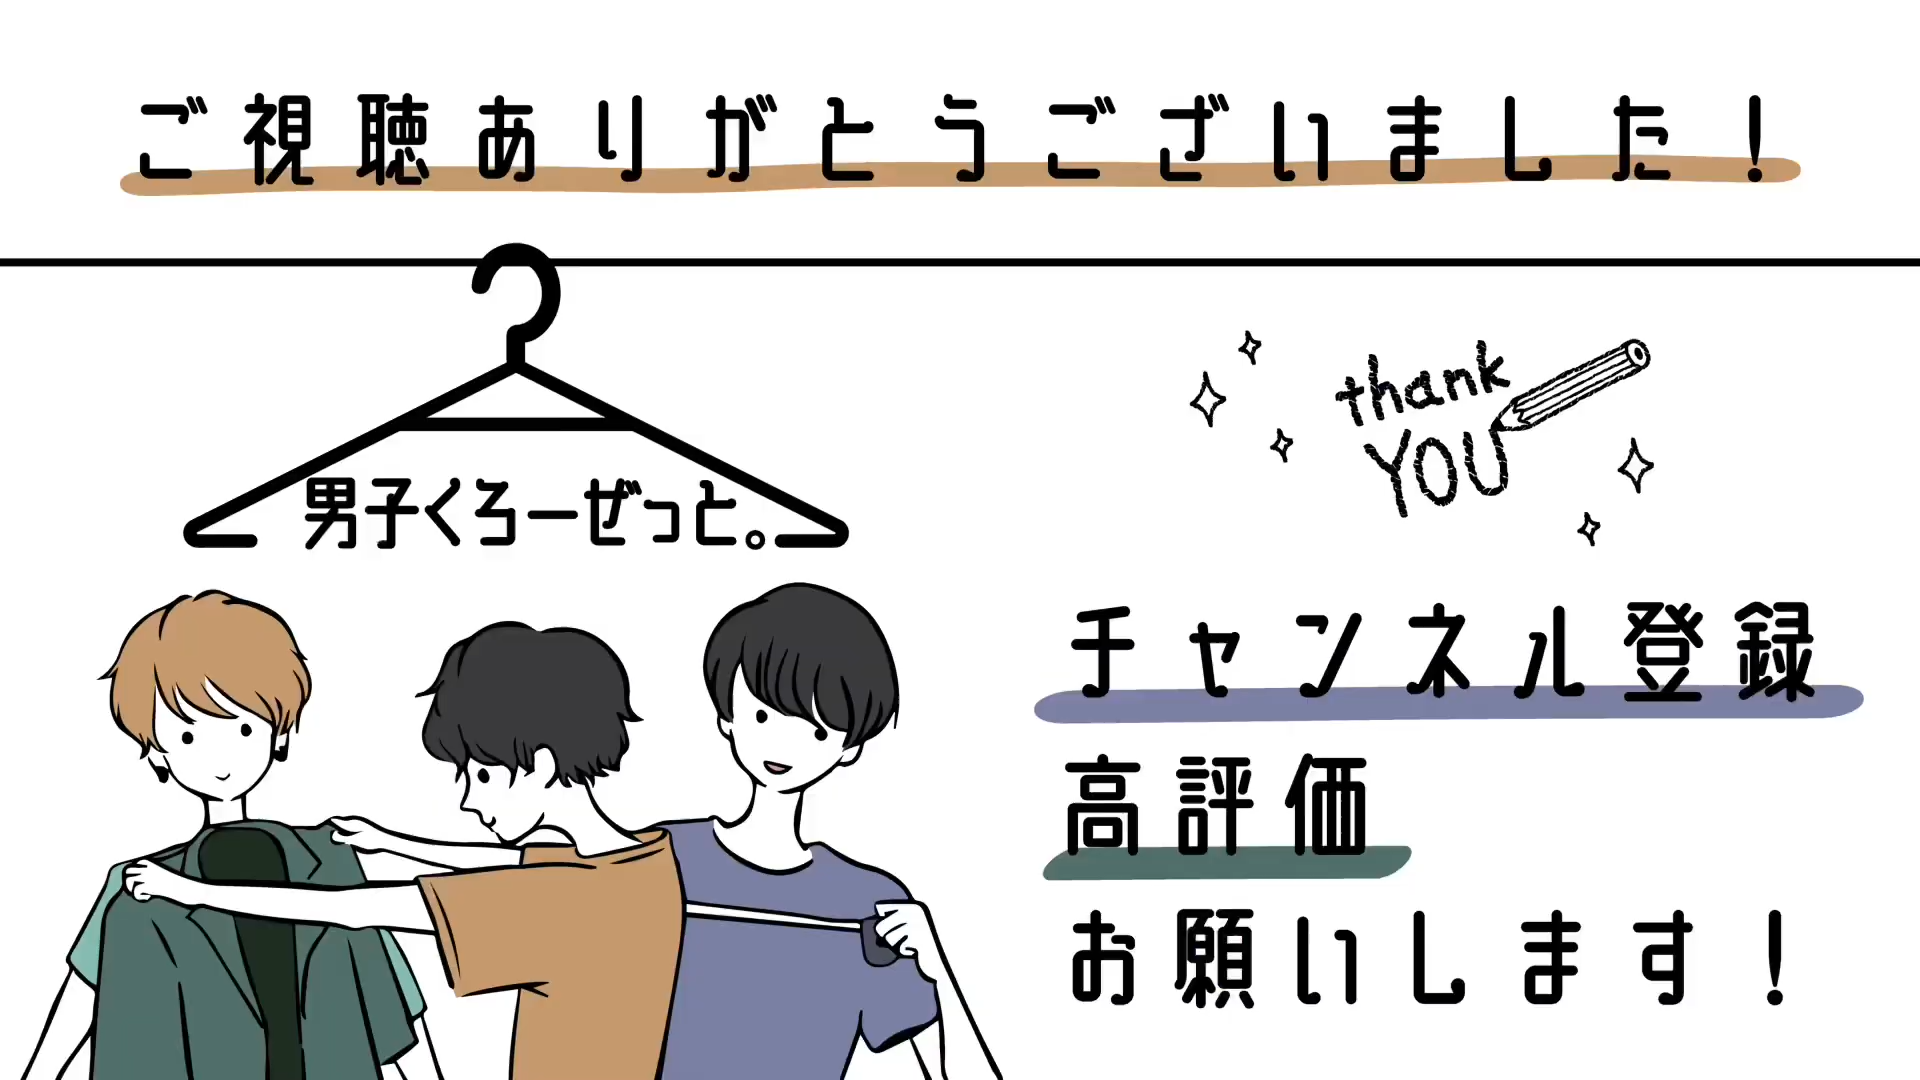 ご視聴ありがとうございました！
男子くろーぜっと。
thank
YOU
チャンネル登録
高評価
お願いします！